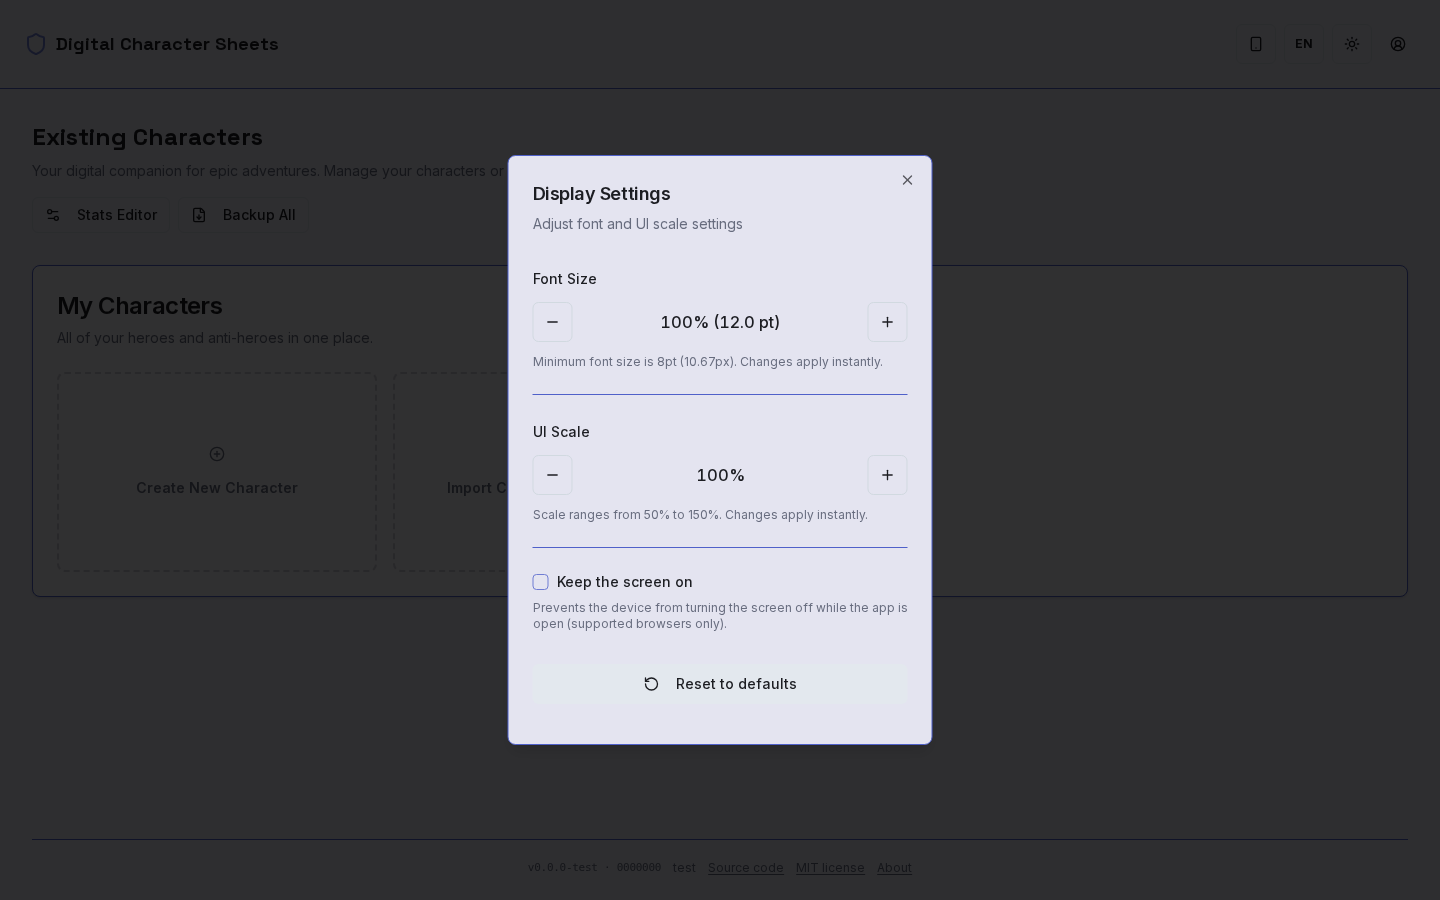 Digital Character Sheets
EN
Existing Characters
Your digital companion for epic adventures. Manage your characters or
Stats Editor
Backup All
My Characters
All of your heroes and anti-heroes in one place.
Create New Character
Import C
Display Settings
Adjust font and UI scale settings
Font Size
100% (12.0 pt)
Minimum font size is 8pt (10.67px). Changes apply instantly.
UI Scale
100%
Scale ranges from 50% to 150%. Changes apply instantly.
Keep the screen on
Prevents the device from turning the screen off while the app is
open (supported browsers only).
Reset to defaults
v0.0.0-test · 0000000 test Source code MIT license About